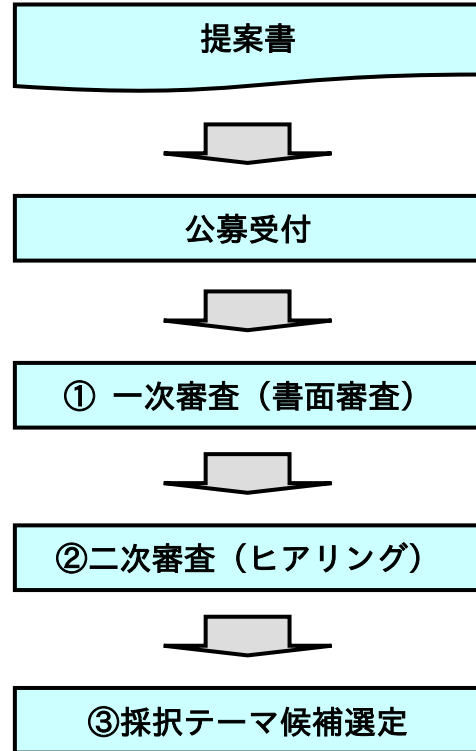 提案書
公募受付
① 一次審査（書面審査）
②二次審査（ヒアリング）
③採択テーマ候補選定